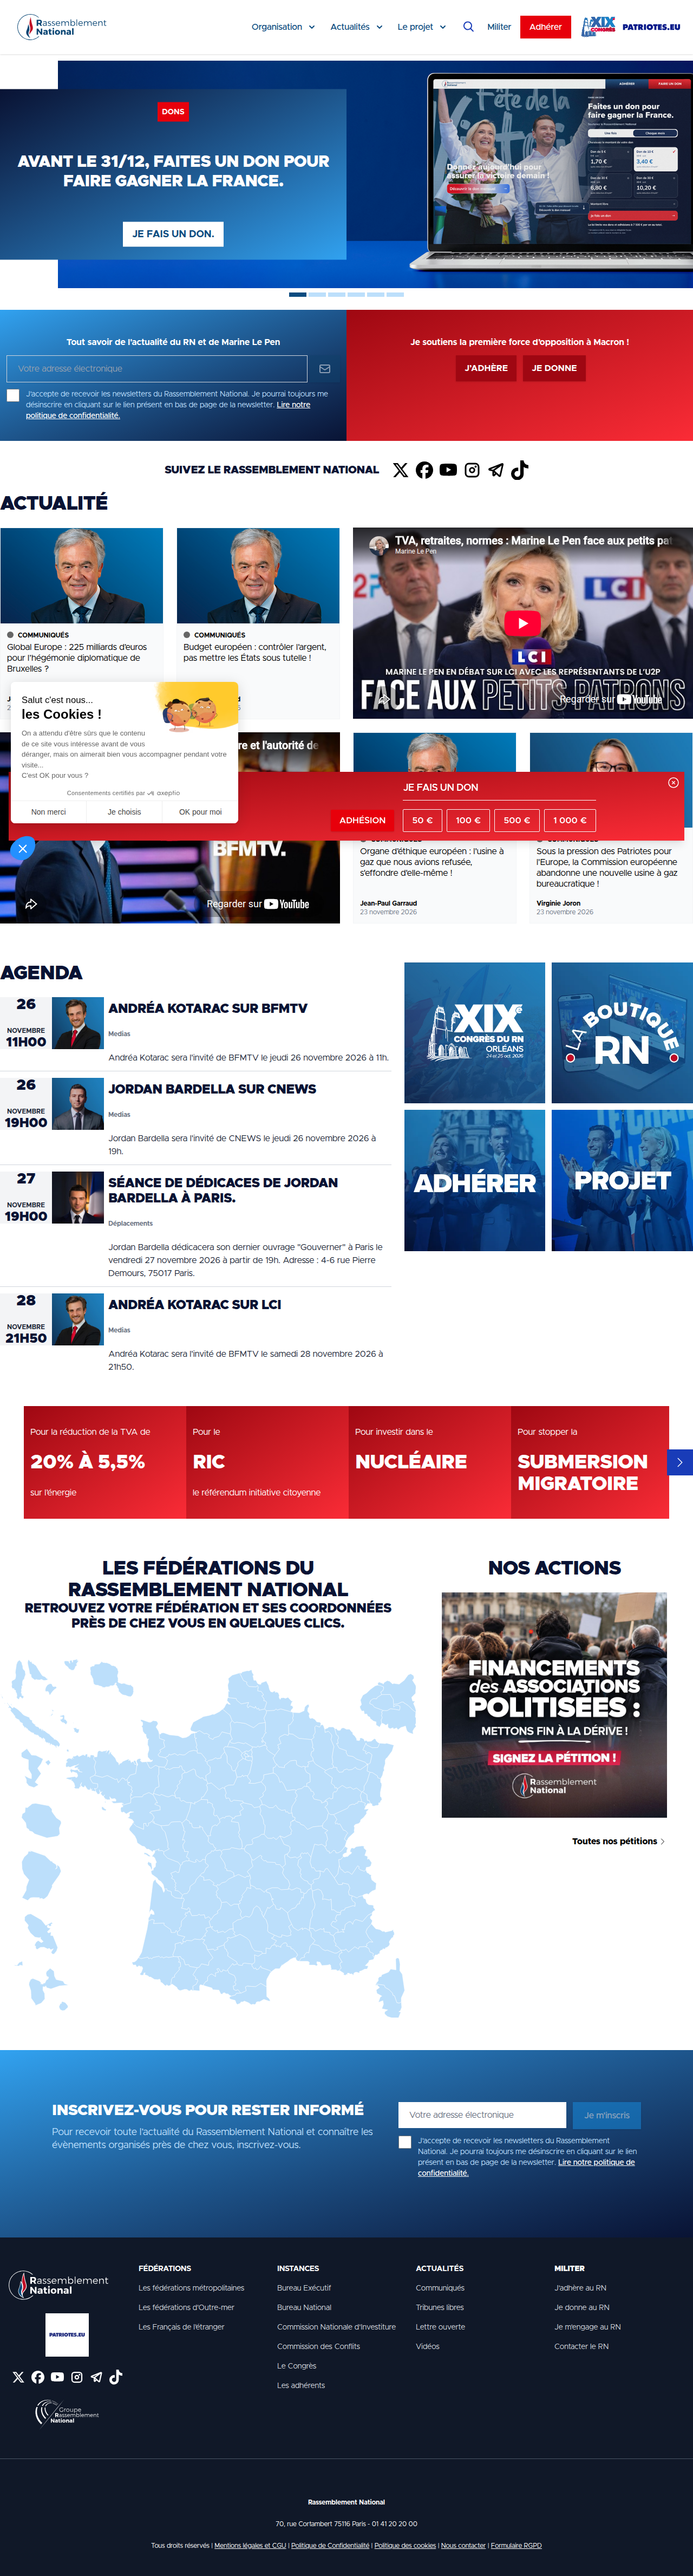 Rassemblement
National
Organisation
Actualités
Le projet
Militer
Adhérer
XIX
CONGRÈS
PATRIOTES.EU
DONS
AVANT LE 31/12, FAITES UN DON POUR
FAIRE GAGNER LA FRANCE.
JE FAIS UN DON.
Donnez aujourd'hui pour
assurer la victoire demain !
Faites un don pour
faire gagner la France.
1,70 €
3,40 €
6,80 €
10,20 €
Tout savoir de l'actualité du RN et de Marine Le Pen
Votre adresse électronique
J'accepte de recevoir les newsletters du Rassemblement National. Je pourrai toujours me
désinscrire en cliquant sur le lien présent en bas de page de la newsletter. Lire notre
politique de confidentialité.
Je soutiens la première force d'opposition à Macron !
J'ADHÈRE
JE DONNE
SUIVEZ LE RASSEMBLEMENT NATIONAL
ACTUALITÉ
COMMUNIQUÉS
Global Europe : 225 milliards d'euros
pour l'hégémonie diplomatique de
Bruxelles ?
COMMUNIQUÉS
Budget européen : contrôler l'argent,
pas mettre les États sous tutelle !
TVA, retraites, normes : Marine Le Pen face aux petits pat
Marine Le Pen
LCI
MARINE LE PEN EN DÉBAT SUR LCI AVEC LES REPRÉSENTANTS DE L'U2P
FACE AUX PETITS PATRONS
Regarder sur YouTube
Salut c'est nous...
les Cookies !
On a attendu d'être sûrs que le contenu
de ce site vous intéresse avant de vous
déranger, mais on aimerait bien vous accompagner pendant votre
visite...
C'est OK pour vous ?
Consentements certifiés par axeptio
Non merci
Je choisis
OK pour moi
re et l'autorité de
BFMTV.
Regarder sur YouTube
JE FAIS UN DON
ADHÉSION
50 €
100 €
500 €
1 000 €
Organe d'éthique européen : l'usine à
gaz que nous avions refusée,
s'effondre d'elle-même !
Jean-Paul Garraud
23 novembre 2026
Sous la pression des Patriotes pour
l'Europe, la Commission européenne
abandonne une nouvelle usine à gaz
bureaucratique !
Virginie Joron
23 novembre 2026
AGENDA
26
NOVEMBRE
11H00
ANDRÉA KOTARAC SUR BFMTV
Medias
Andréa Kotarac sera l'invité de BFMTV le jeudi 26 novembre 2026 à 11h.
26
NOVEMBRE
19H00
JORDAN BARDELLA SUR CNEWS
Medias
Jordan Bardella sera l'invité de CNEWS le jeudi 26 novembre 2026 à
19h.
27
NOVEMBRE
19H00
SÉANCE DE DÉDICACES DE JORDAN
BARDELLA À PARIS.
Déplacements
Jordan Bardella dédicacera son dernier ouvrage "Gouverner" à Paris le
vendredi 27 novembre 2026 à partir de 19h. Adresse : 4-6 rue Pierre
Demours, 75017 Paris.
28
NOVEMBRE
21H50
ANDRÉA KOTARAC SUR LCI
Medias
Andréa Kotarac sera l'invité de BFMTV le samedi 28 novembre 2026 à
21h50.
XIXe
CONGRÈS DU RN
ORLÉANS
24 et 25 oct. 2026
LA BOUTIQUE
RN
ADHÉRER
PROJET
Pour la réduction de la TVA de
20% À 5,5%
sur l'énergie
Pour le
RIC
le référendum initiative citoyenne
Pour investir dans le
NUCLÉAIRE
Pour stopper la
SUBMERSION
MIGRATOIRE
LES FÉDÉRATIONS DU
RASSEMBLEMENT NATIONAL
RETROUVEZ VOTRE FÉDÉRATION ET SES COORDONNÉES
PRÈS DE CHEZ VOUS EN QUELQUES CLICS.
NOS ACTIONS
FINANCEMENTS
des ASSOCIATIONS
POLITISÉES :
METTONS FIN À LA DÉRIVE !
SIGNEZ LA PÉTITION !
Rassemblement
National
Toutes nos pétitions
INSCRIVEZ-VOUS POUR RESTER INFORMÉ
Pour recevoir toute l'actualité du Rassemblement National et connaître les
évènements organisés près de chez vous, inscrivez-vous.
Votre adresse électronique
Je m'inscris
J'accepte de recevoir les newsletters du Rassemblement
National. Je pourrai toujours me désinscrire en cliquant sur le lien
présent en bas de page de la newsletter. Lire notre politique de
confidentialité.
Rassemblement
National
PATRIOTES.EU
Groupe
Rassemblement
National
FÉDÉRATIONS
Les fédérations métropolitaines
Les fédérations d'Outre-mer
Les Français de l'étranger
INSTANCES
Bureau Exécutif
Bureau National
Commission Nationale d'Investiture
Commission des Conflits
Le Congrès
Les adhérents
ACTUALITÉS
Communiqués
Tribunes libres
Lettre ouverte
Vidéos
MILITER
J'adhère au RN
Je donne au RN
Je m'engage au RN
Contacter le RN
Rassemblement National
70, rue Cortambert 75116 Paris - 01 41 20 20 00
Tous droits réservés | Mentions légales et CGU | Politique de Confidentialité | Politique des cookies | Nous contacter | Formulaire RGPD